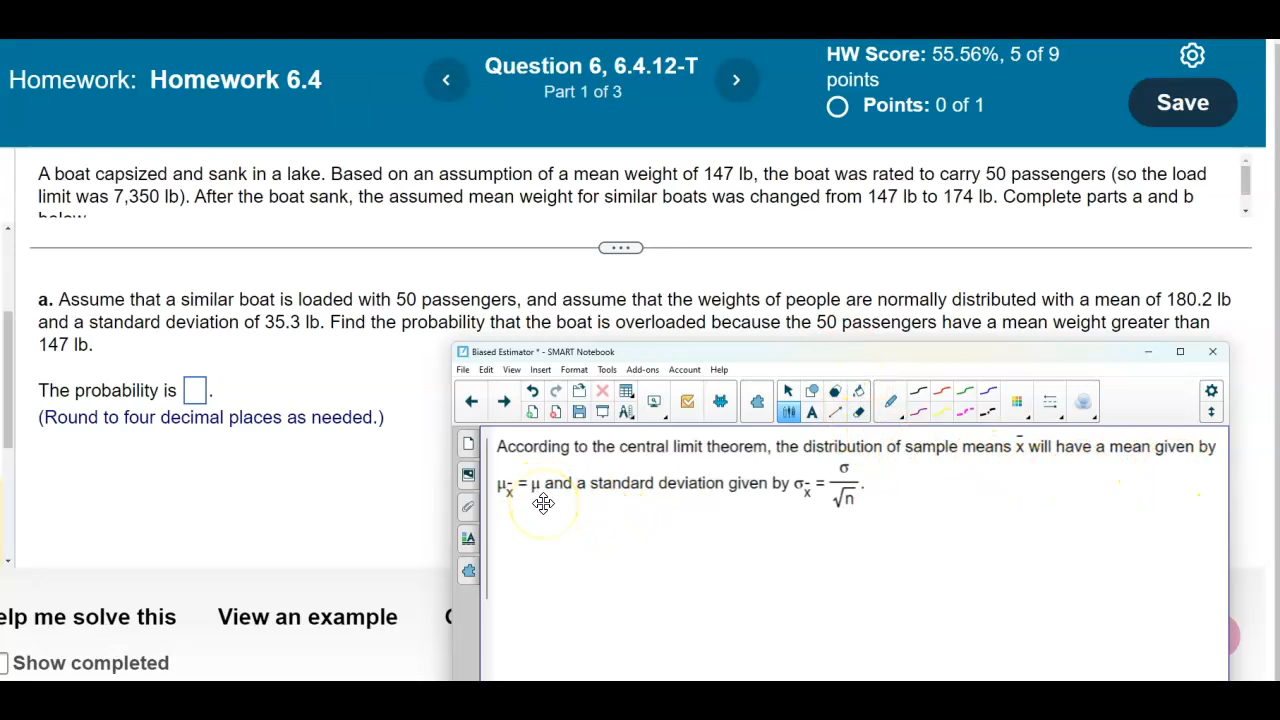 Homework: Homework 6.4
Question 6, 6.4.12-T
Part 1 of 3
HW Score: 55.56%, 5 of 9
points
Points: 0 of 1
Save
A boat capsized and sank in a lake. Based on an assumption of a mean weight of 147 lb, the boat was rated to carry 50 passengers (so the load
limit was 7,350 lb). After the boat sank, the assumed mean weight for similar boats was changed from 147 lb to 174 lb. Complete parts a and b
below.
a. Assume that a similar boat is loaded with 50 passengers, and assume that the weights of people are normally distributed with a mean of 180.2 lb
and a standard deviation of 35.3 lb. Find the probability that the boat is overloaded because the 50 passengers have a mean weight greater than
147 lb.
The probability is .
(Round to four decimal places as needed.)
Biased Estimator * - SMART Notebook
File Edit View Insert Format Tools Add-ons Account Help
According to the central limit theorem, the distribution of sample means x̄ will have a mean given by
μx̄ = μ and a standard deviation given by σx̄ = σ/√n.
elp me solve this View an example
Show completed